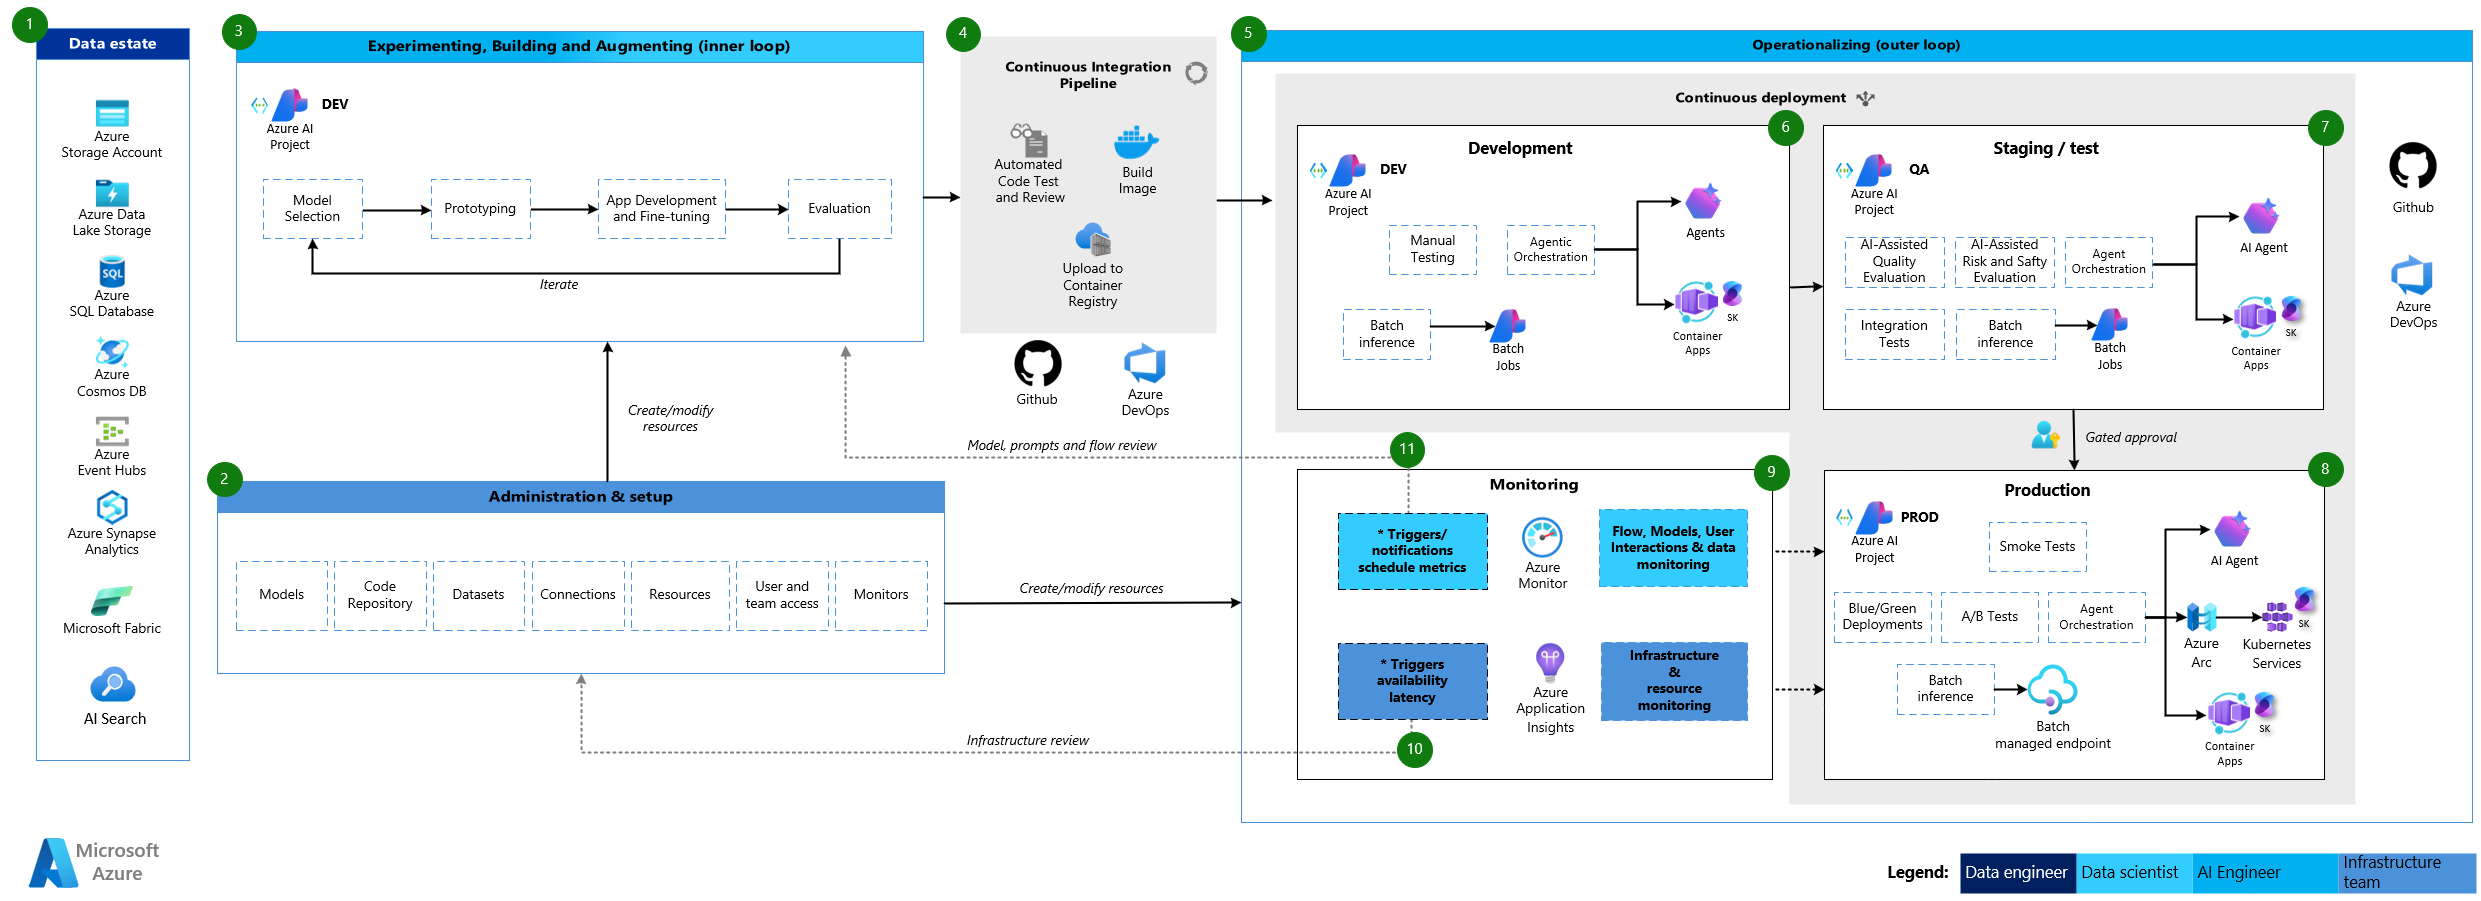 1
Data estate
Azure
Storage Account
Azure Data
Lake Storage
SQL
Azure
SQL Database
Azure
Cosmos DB
Azure
Event Hubs
Azure Synapse
Analytics
Microsoft Fabric
AI Search
3
Experimenting, Building and Augmenting (inner loop)
DEV
Azure AI
Project
Model
Selection
Prototyping
App Development
and Fine-tuning
Evaluation
Iterate
Create/modify
resources
2
Administration & setup
Models
Code
Repository
Datasets
Connections
Resources
User and
team access
Monitors
Create/modify resources
Model, prompts and flow review
Infrastructure review
4
Continuous Integration
Pipeline
Automated
Code Test
and Review
Build
Image
Upload to
Container
Registry
Github
Azure
DevOps
5
Operationalizing (outer loop)
Continuous deployment
6
Development
DEV
Azure AI
Project
Manual
Testing
Agentic
Orchestration
Agents
Batch
inference
Batch
Jobs
SK
Container
Apps
7
Staging / test
QA
Azure AI
Project
AI-Assisted
Quality
Evaluation
AI-Assisted
Risk and Safty
Evaluation
Agent
Orchestration
AI Agent
Integration
Tests
Batch
inference
Batch
Jobs
SK
Container
Apps
Github
Azure
DevOps
Gated approval
11
9
Monitoring
* Triggers/
notifications
schedule metrics
Azure
Monitor
Flow, Models, User
Interactions & data
monitoring
* Triggers
availability
latency
Azure
Application
Insights
Infrastructure
&
resource
monitoring
10
8
Production
PROD
Azure AI
Project
Smoke Tests
AI Agent
Blue/Green
Deployments
A/B Tests
Agent
Orchestration
Azure
Arc
SK
Kubernetes
Services
Batch
inference
Batch
managed endpoint
SK
Container
Apps
Microsoft
Azure
Legend:
Data engineer
Data scientist
AI Engineer
Infrastructure
team